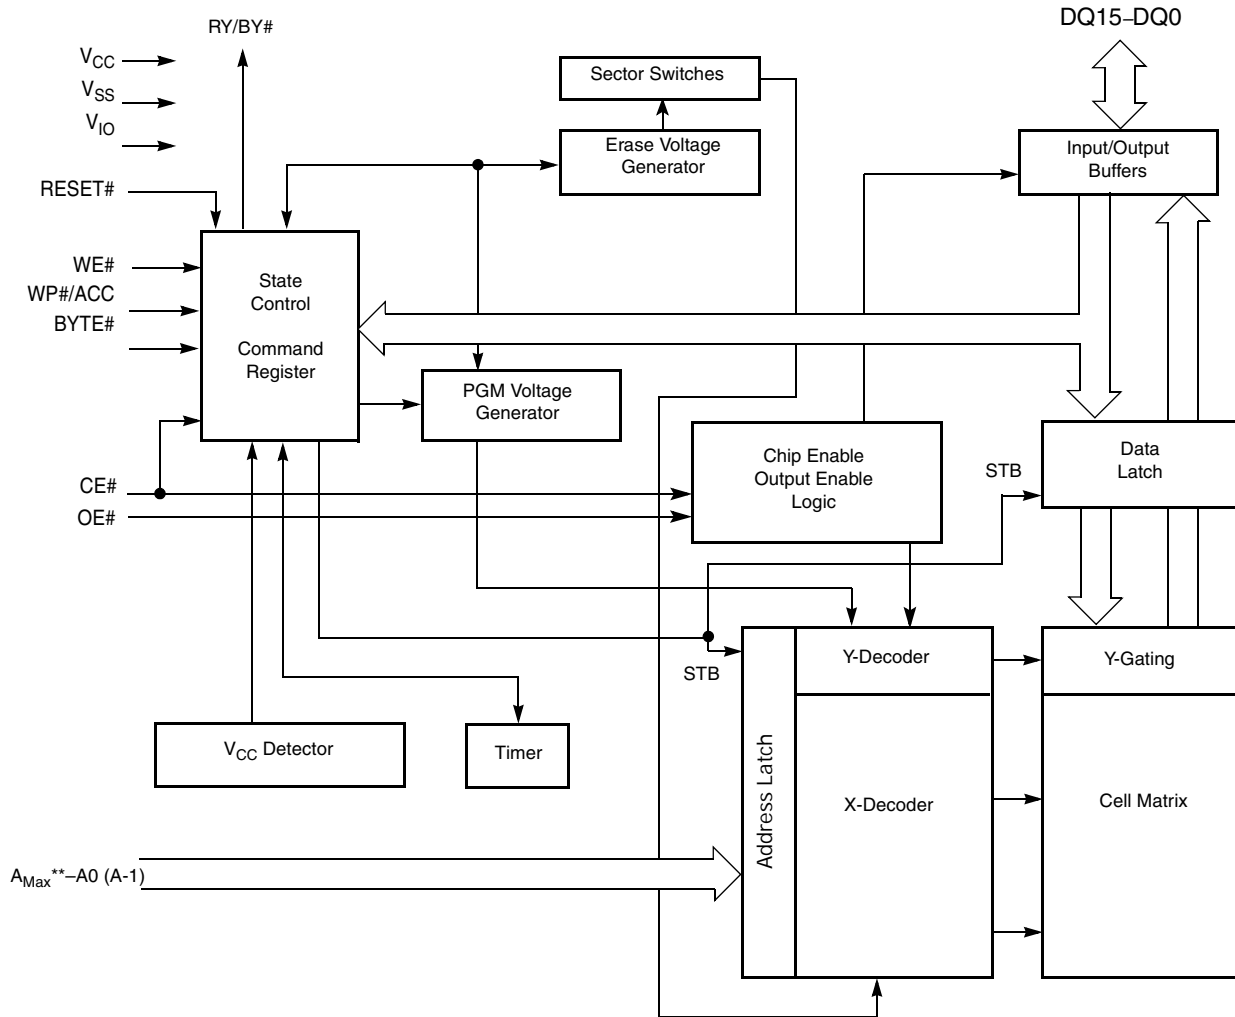 RY/BY#
DQ15–DQ0
VCC
VSS
VIO
Sector Switches
Erase Voltage
Generator
Input/Output
Buffers
RESET#
WE#
WP#/ACC
BYTE#
State
Control
Command
Register
PGM Voltage
Generator
Chip Enable
Output Enable
Logic
Data
Latch
STB
CE#
OE#
STB
Y-Decoder
Y-Gating
VCC Detector
Timer
Address Latch
X-Decoder
Cell Matrix
AMax**–A0 (A-1)